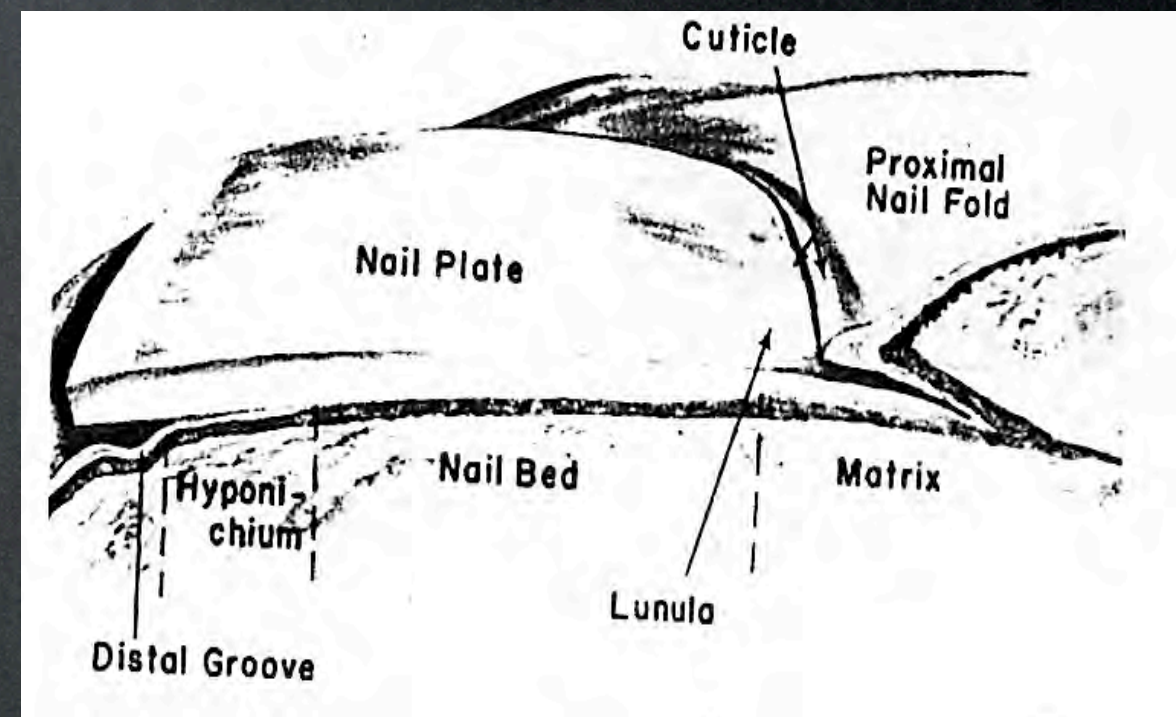 Cuticle
Proximal
Nail Fold
Nail Plate
Hyponi-
chium
Nail Bed
Matrix
Lunula
Distal Groove